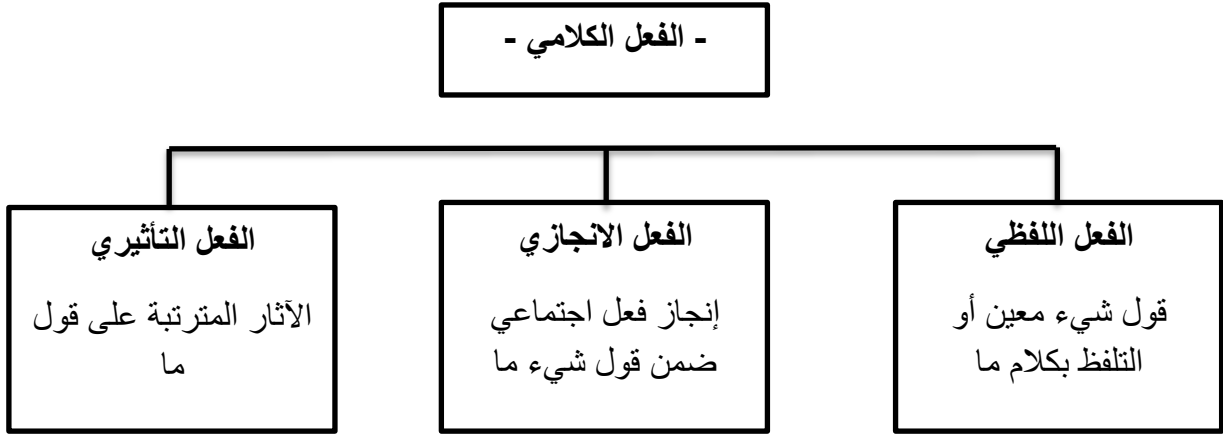 - الفعل الكلامي -
الفعل اللفظي
قول شيء معين أو
التلفظ بكلام ما
الفعل الانجازي
إنجاز فعل اجتماعي
ضمن قول شيء ما
الفعل التأثيري
الآثار المترتبة على قول
ما